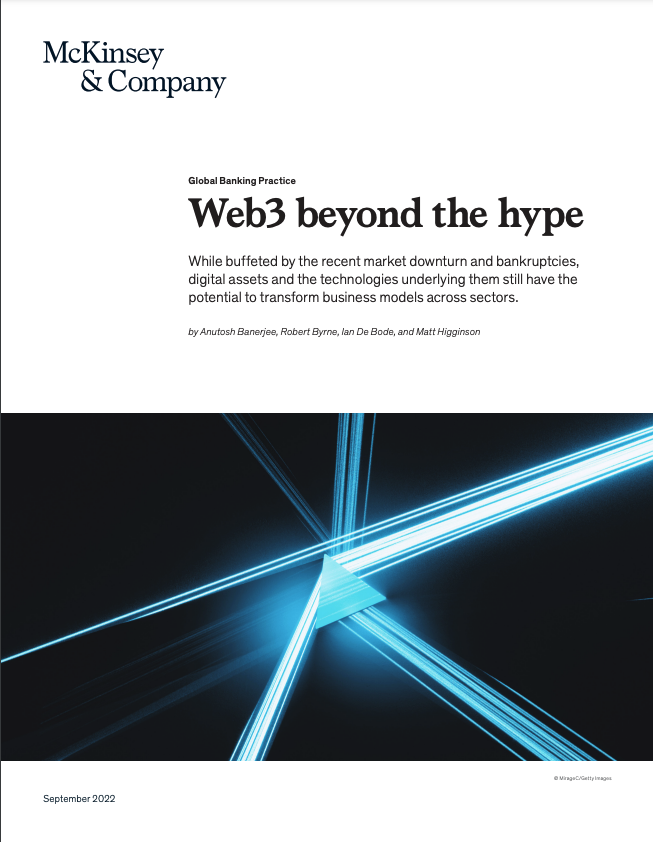 McKinsey
& Company
Global Banking Practice
Web3 beyond the hype
While buffeted by the recent market downturn and bankruptcies,
digital assets and the technologies underlying them still have the
potential to transform business models across sectors.
by Anutosh Banerjee, Robert Byrne, Ian De Bode, and Matt Higginson
© MirageC/Getty Images
September 2022